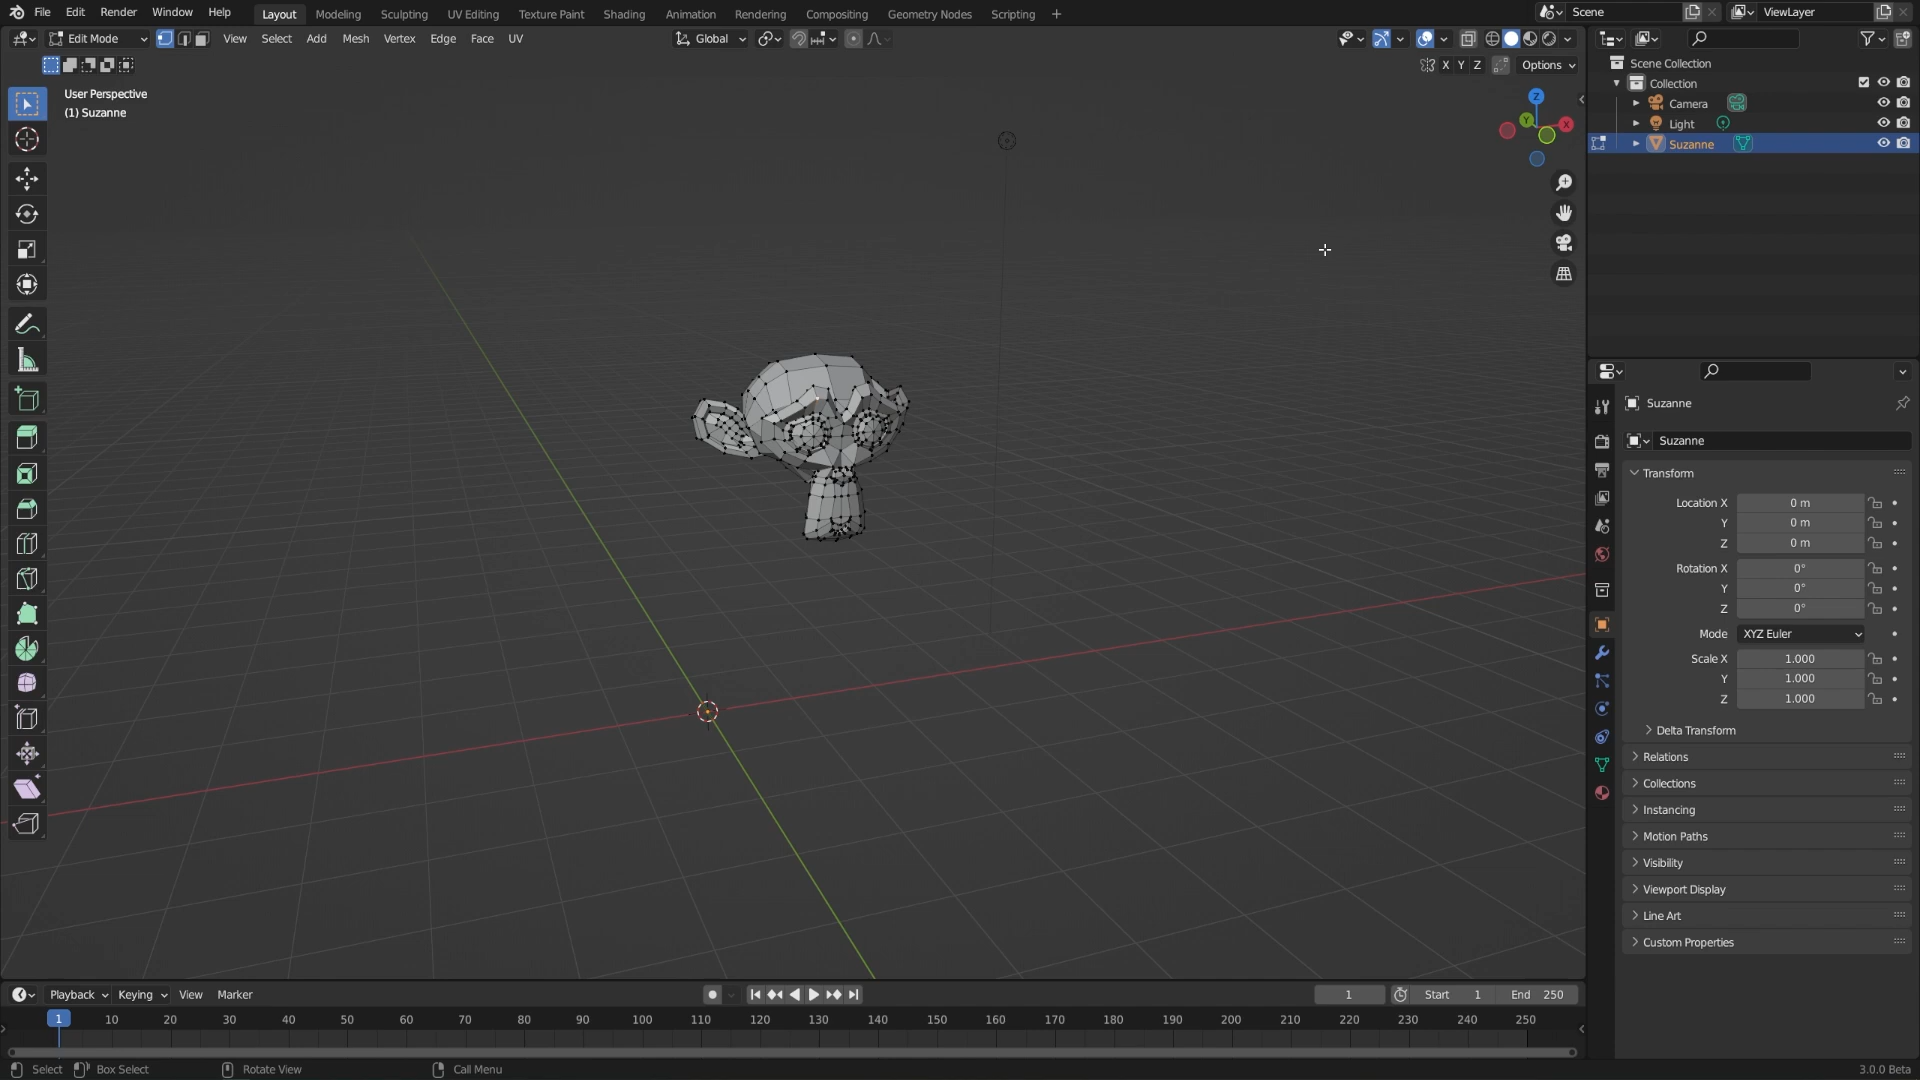 File Edit Render Window Help Layout Modeling Sculpting UV Editing Texture Paint Shading Animation Rendering Compositing Geometry Nodes Scripting + Scene ViewLayer
Edit Mode View Select Add Mesh Vertex Edge Face UV Global
X Y Z Options
User Perspective
(1) Suzanne
Z
Y
X
Scene Collection
Collection
Camera
Light
Suzanne
Suzanne
Suzanne
Transform
Location X 0 m
Y 0 m
Z 0 m
Rotation X 0°
Y 0°
Z 0°
Mode XYZ Euler
Scale X 1.000
Y 1.000
Z 1.000
Delta Transform
Relations
Collections
Instancing
Motion Paths
Visibility
Viewport Display
Line Art
Custom Properties
Playback Keying View Marker 1 Start 1 End 250
1 10 20 30 40 50 60 70 80 90 100 110 120 130 140 150 160 170 180 190 200 210 220 230 240 250
Select Box Select Rotate View Call Menu 3.0.0 Beta